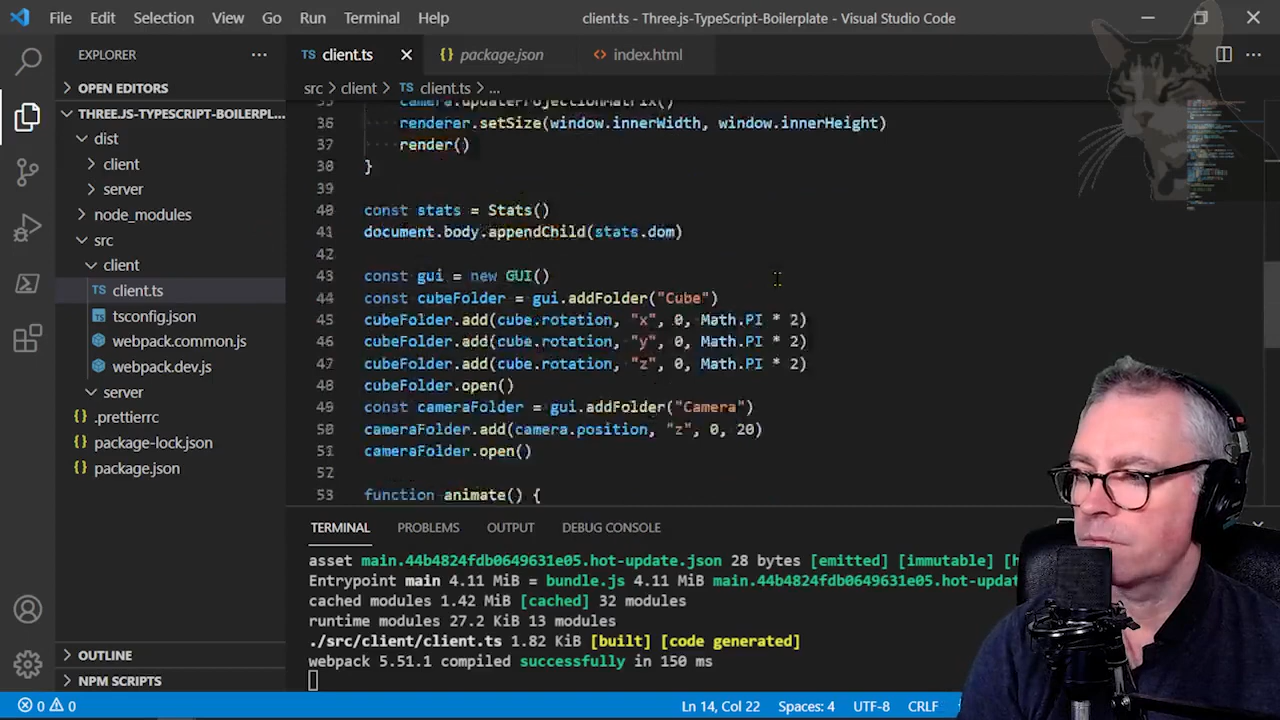 File Edit Selection View Go Run Terminal Help client.ts - Three.js-TypeScript-Boilerplate - Visual Studio Code
EXPLORER
OPEN EDITORS
THREE.JS-TYPESCRIPT-BOILERPL...
dist
client
server
node_modules
src
client
TS client.ts
tsconfig.json
webpack.common.js
webpack.dev.js
server
.prettierrc
package-lock.json
package.json
OUTLINE
NPM SCRIPTS
TS client.ts
{} package.json
<> index.html
src > client > TS client.ts > ...
35 camera.updateProjectionMatrix()
36 renderer.setSize(window.innerWidth, window.innerHeight)
37 render()
38 }
39
40 const stats = Stats()
41 document.body.appendChild(stats.dom)
42
43 const gui = new GUI()
44 const cubeFolder = gui.addFolder("Cube")
45 cubeFolder.add(cube.rotation, "x", 0, Math.PI * 2)
46 cubeFolder.add(cube.rotation, "y", 0, Math.PI * 2)
47 cubeFolder.add(cube.rotation, "z", 0, Math.PI * 2)
48 cubeFolder.open()
49 const cameraFolder = gui.addFolder("Camera")
50 cameraFolder.add(camera.position, "z", 0, 20)
51 cameraFolder.open()
52
53 function animate() {
TERMINAL PROBLEMS OUTPUT DEBUG CONSOLE
asset main.44b4824fdb0649631e05.hot-update.json 28 bytes [emitted] [immutable] [h
Entrypoint main 4.11 MiB = bundle.js 4.11 MiB main.44b4824fdb0649631e05.hot-upda
cached modules 1.42 MiB [cached] 32 modules
runtime modules 27.2 KiB 13 modules
./src/client/client.ts 1.82 KiB [built] [code generated]
webpack 5.51.1 compiled successfully in 150 ms
0 0 Ln 14, Col 22 Spaces: 4 UTF-8 CRLF